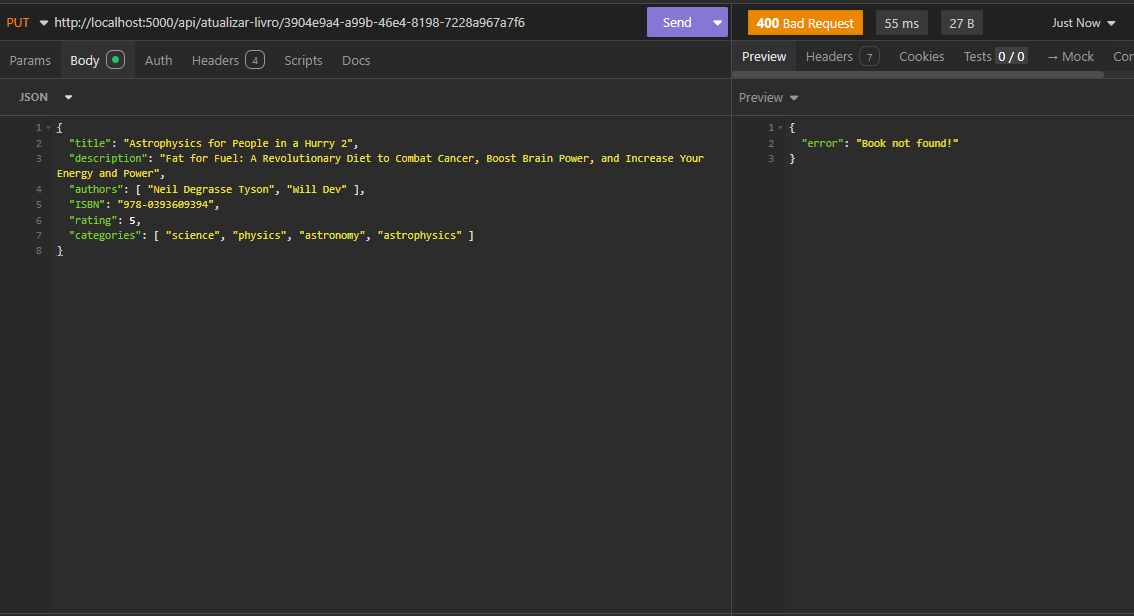 PUT http://localhost:5000/api/atualizar-livro/3904e9a4-a99b-46e4-8198-7228a967a7f6 Send
400 Bad Request 55 ms 27 B Just Now
Params Body Auth Headers 4 Scripts Docs
Preview Headers 7 Cookies Tests 0 / 0 → Mock Cor
JSON
Preview
1 {
2 "title": "Astrophysics for People in a Hurry 2",
3 "description": "Fat for Fuel: A Revolutionary Diet to Combat Cancer, Boost Brain Power, and Increase Your
Energy and Power",
4 "authors": [ "Neil Degrasse Tyson", "Will Dev" ],
5 "ISBN": "978-0393609394",
6 "rating": 5,
7 "categories": [ "science", "physics", "astronomy", "astrophysics" ]
8 }
1 {
2 "error": "Book not found!"
3 }